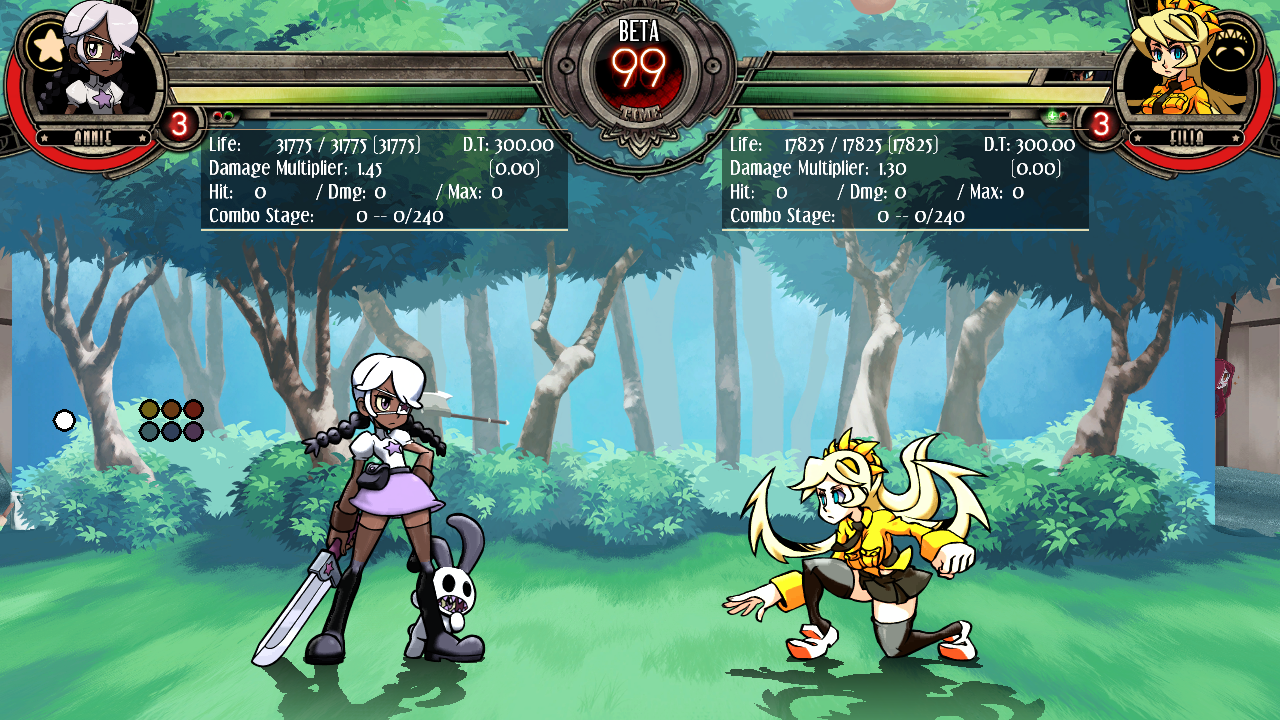 BETA
99
TIME
ANNIE
3
3
FILIA
Life: 31775 / 31775 (31775) D.T: 300.00
Damage Multiplier: 1.45 (0.00)
Hit: 0 / Dmg: 0 / Max: 0
Combo Stage: 0 -- 0/240
Life: 17825 / 17825 (17825) D.T: 300.00
Damage Multiplier: 1.30 (0.00)
Hit: 0 / Dmg: 0 / Max: 0
Combo Stage: 0 -- 0/240